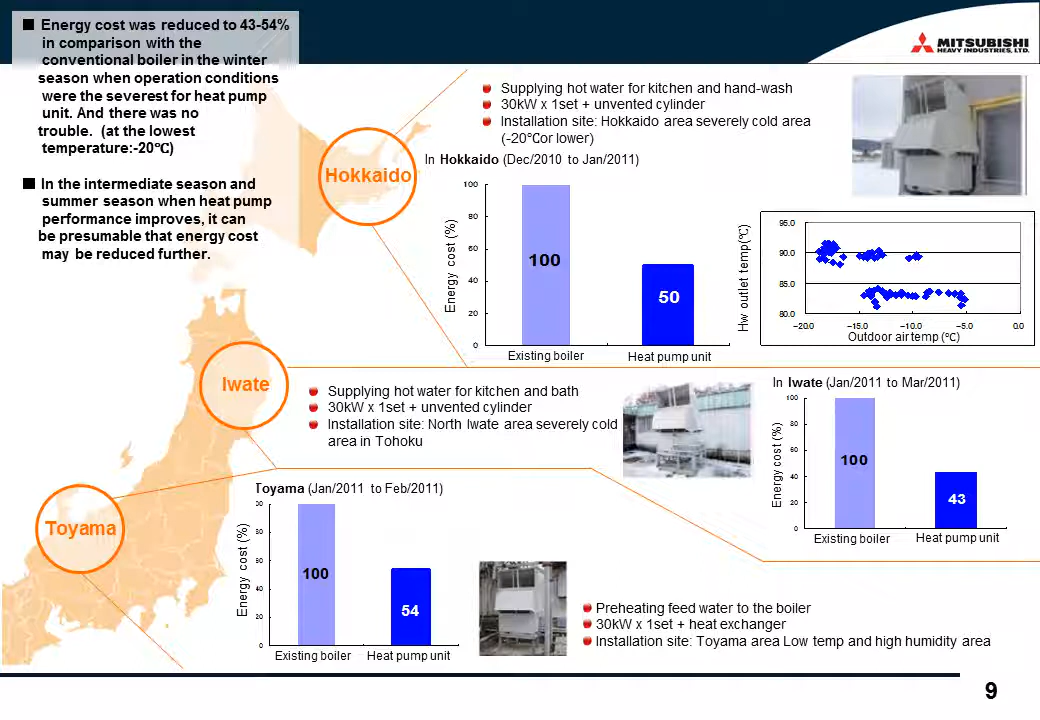 ■ Energy cost was reduced to 43-54%
in comparison with the
conventional boiler in the winter
season when operation conditions
were the severest for heat pump
unit. And there was no
trouble. (at the lowest
temperature:-20℃)
■ In the intermediate season and
summer season when heat pump
performance improves, it can
be presumable that energy cost
may be reduced further.
MITSUBISHI
HEAVY INDUSTRIES, LTD.
Hokkaido
Supplying hot water for kitchen and hand-wash
30kW x 1set + unvented cylinder
Installation site: Hokkaido area severely cold area
(-20℃or lower)
In Hokkaido (Dec/2010 to Jan/2011)
Energy cost (%)
100
80
60
40
20
0
100
50
Existing boiler
Heat pump unit
Hw outlet temp(℃)
95.0
90.0
85.0
80.0
-20.0
-15.0
-10.0
-5.0
0.0
Outdoor air temp (℃)
Iwate
Supplying hot water for kitchen and bath
30kW x 1set + unvented cylinder
Installation site: North Iwate area severely cold
area in Tohoku
In Iwate (Jan/2011 to Mar/2011)
Energy cost (%)
100
80
60
40
20
0
100
43
Existing boiler
Heat pump unit
Toyama
Toyama (Jan/2011 to Feb/2011)
Energy cost (%)
00
80
60
40
20
0
100
54
Existing boiler
Heat pump unit
Preheating feed water to the boiler
30kW x 1set + heat exchanger
Installation site: Toyama area Low temp and high humidity area
9